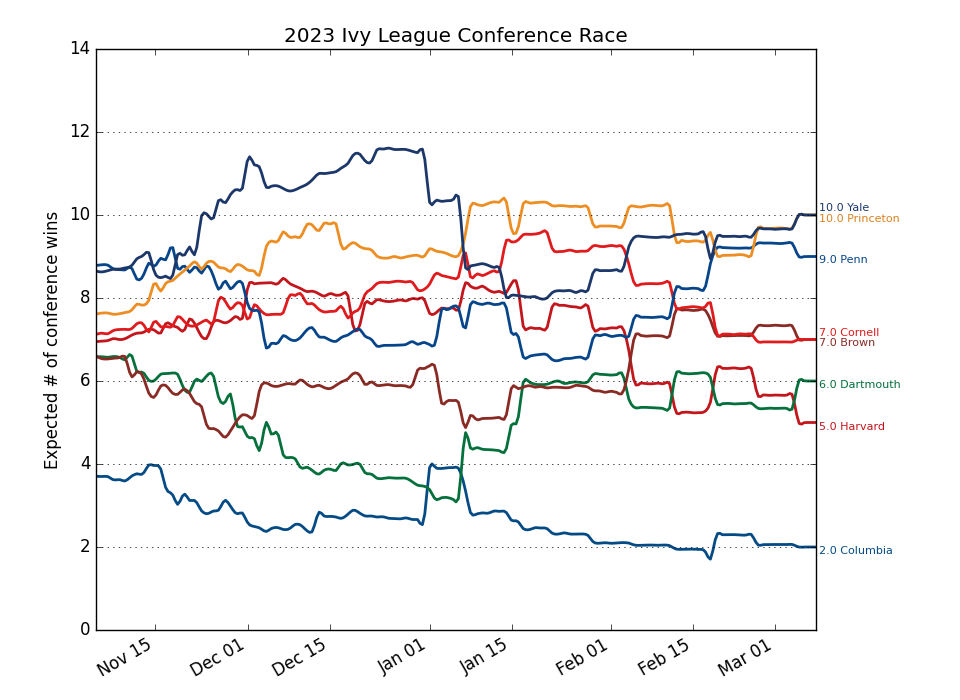 2023 Ivy League Conference Race
Expected # of conference wins
14
12
10
8
6
4
2
0
10.0 Yale
10.0 Princeton
9.0 Penn
7.0 Cornell
7.0 Brown
6.0 Dartmouth
5.0 Harvard
2.0 Columbia
Nov 15
Dec 01
Dec 15
Jan 01
Jan 15
Feb 01
Feb 15
Mar 01